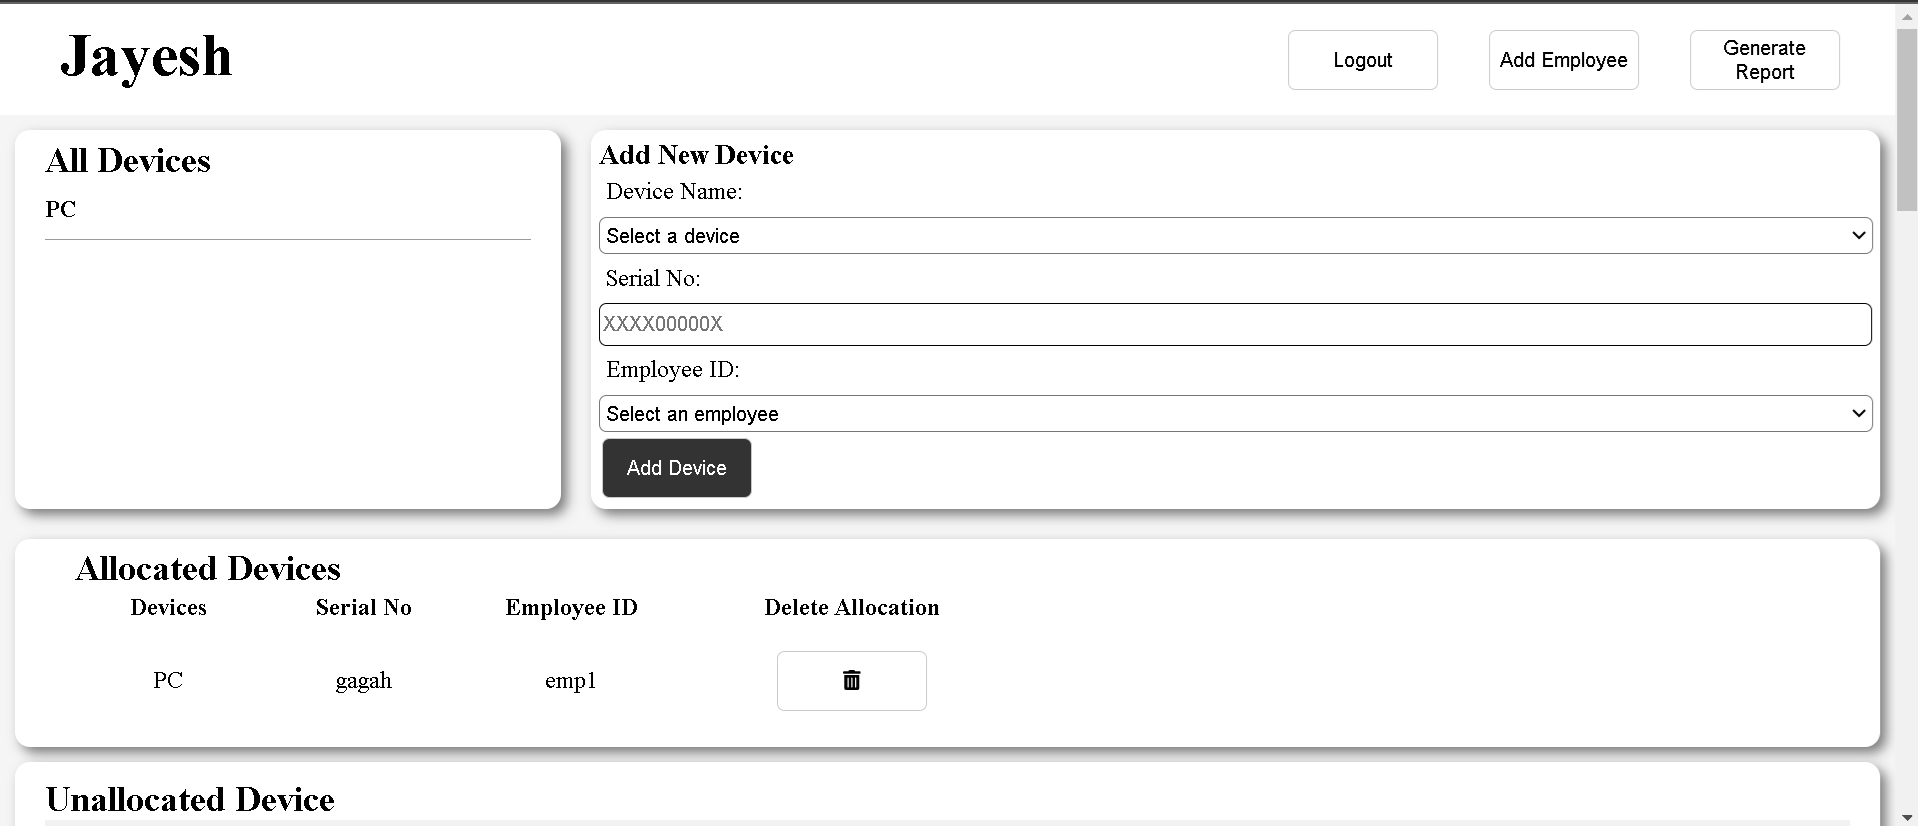 Jayesh
Logout
Add Employee
Generate
Report
All Devices
PC
Add New Device
Device Name:
Select a device
Serial No:
XXXX00000X
Employee ID:
Select an employee
Add Device
Allocated Devices
Devices Serial No Employee ID Delete Allocation
PC gagah emp1
Unallocated Device